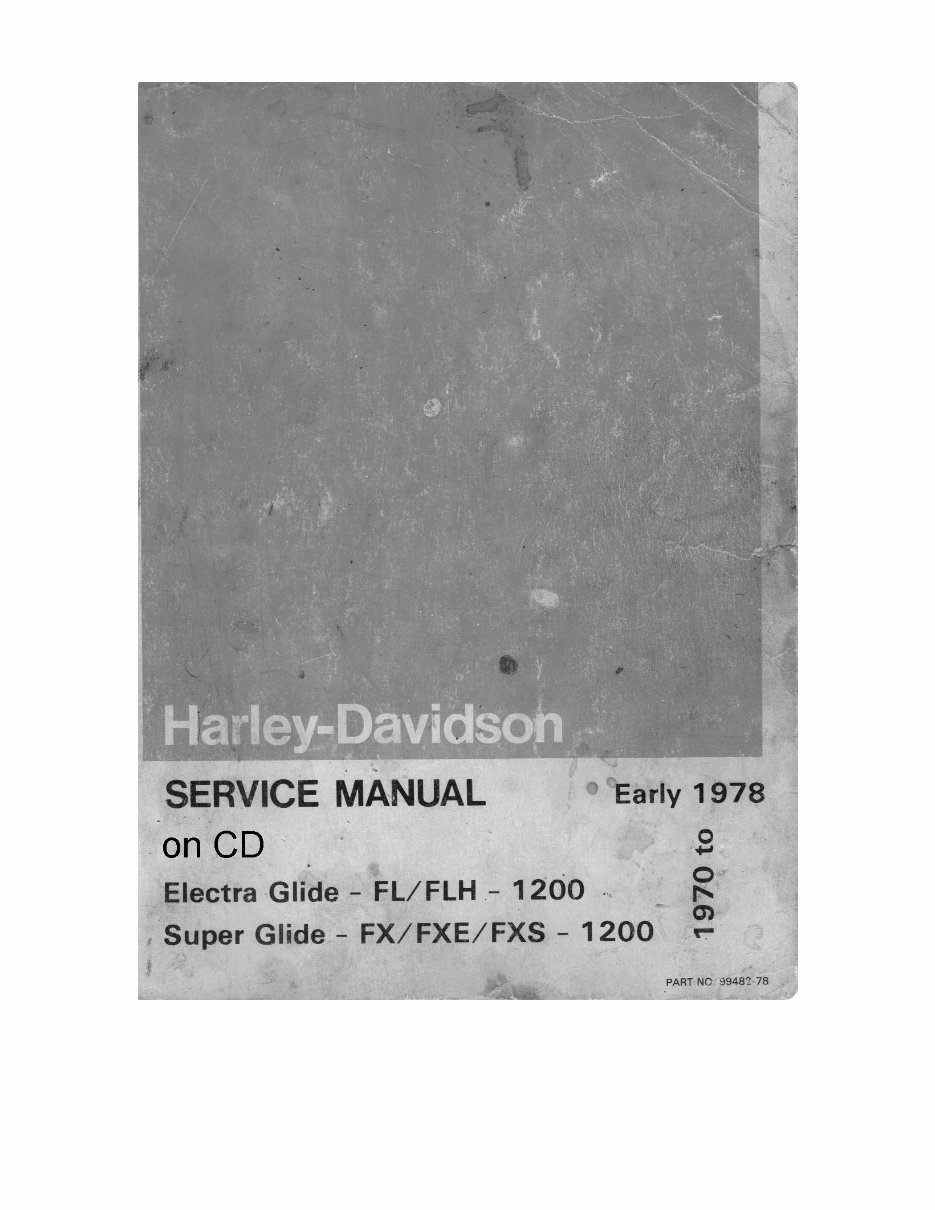 Harley-Davidson
SERVICE MANUAL
Early 1978
on CD
1970 to
Electra Glide - FL/FLH - 1200
Super Glide - FX/FXE/FXS - 1200
PART NO. 99482-78